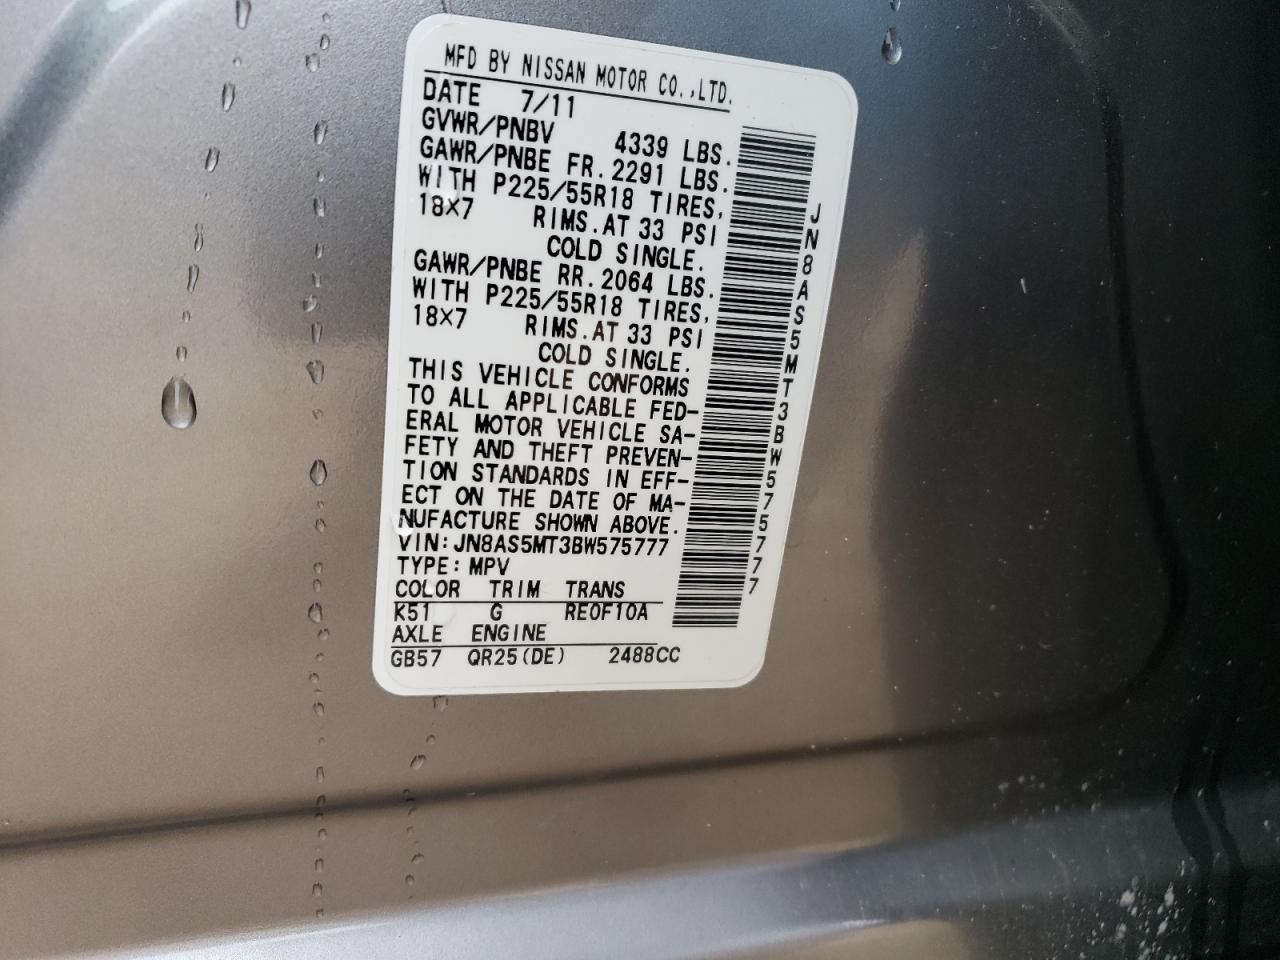 MFD BY NISSAN MOTOR CO.,LTD.
DATE 7/11
GVWR/PNBV 4339 LBS.
GAWR/PNBE FR. 2291 LBS.
WITH P225/55R18 TIRES,
18X7 RIMS.AT 33 PSI
COLD SINGLE.
GAWR/PNBE RR. 2064 LBS.
WITH P225/55R18 TIRES,
18X7 RIMS.AT 33 PSI
COLD SINGLE.
THIS VEHICLE CONFORMS
TO ALL APPLICABLE FED-
ERAL MOTOR VEHICLE SA-
FETY AND THEFT PREVEN-
TION STANDARDS IN EFF-
ECT ON THE DATE OF MA-
NUFACTURE SHOWN ABOVE.
VIN:JN8AS5MT3BW575777
TYPE:MPV
COLOR TRIM TRANS
K51 G RE0F10A
AXLE ENGINE
GB57 QR25(DE) 2488CC
JN8AS5MT3BW575777